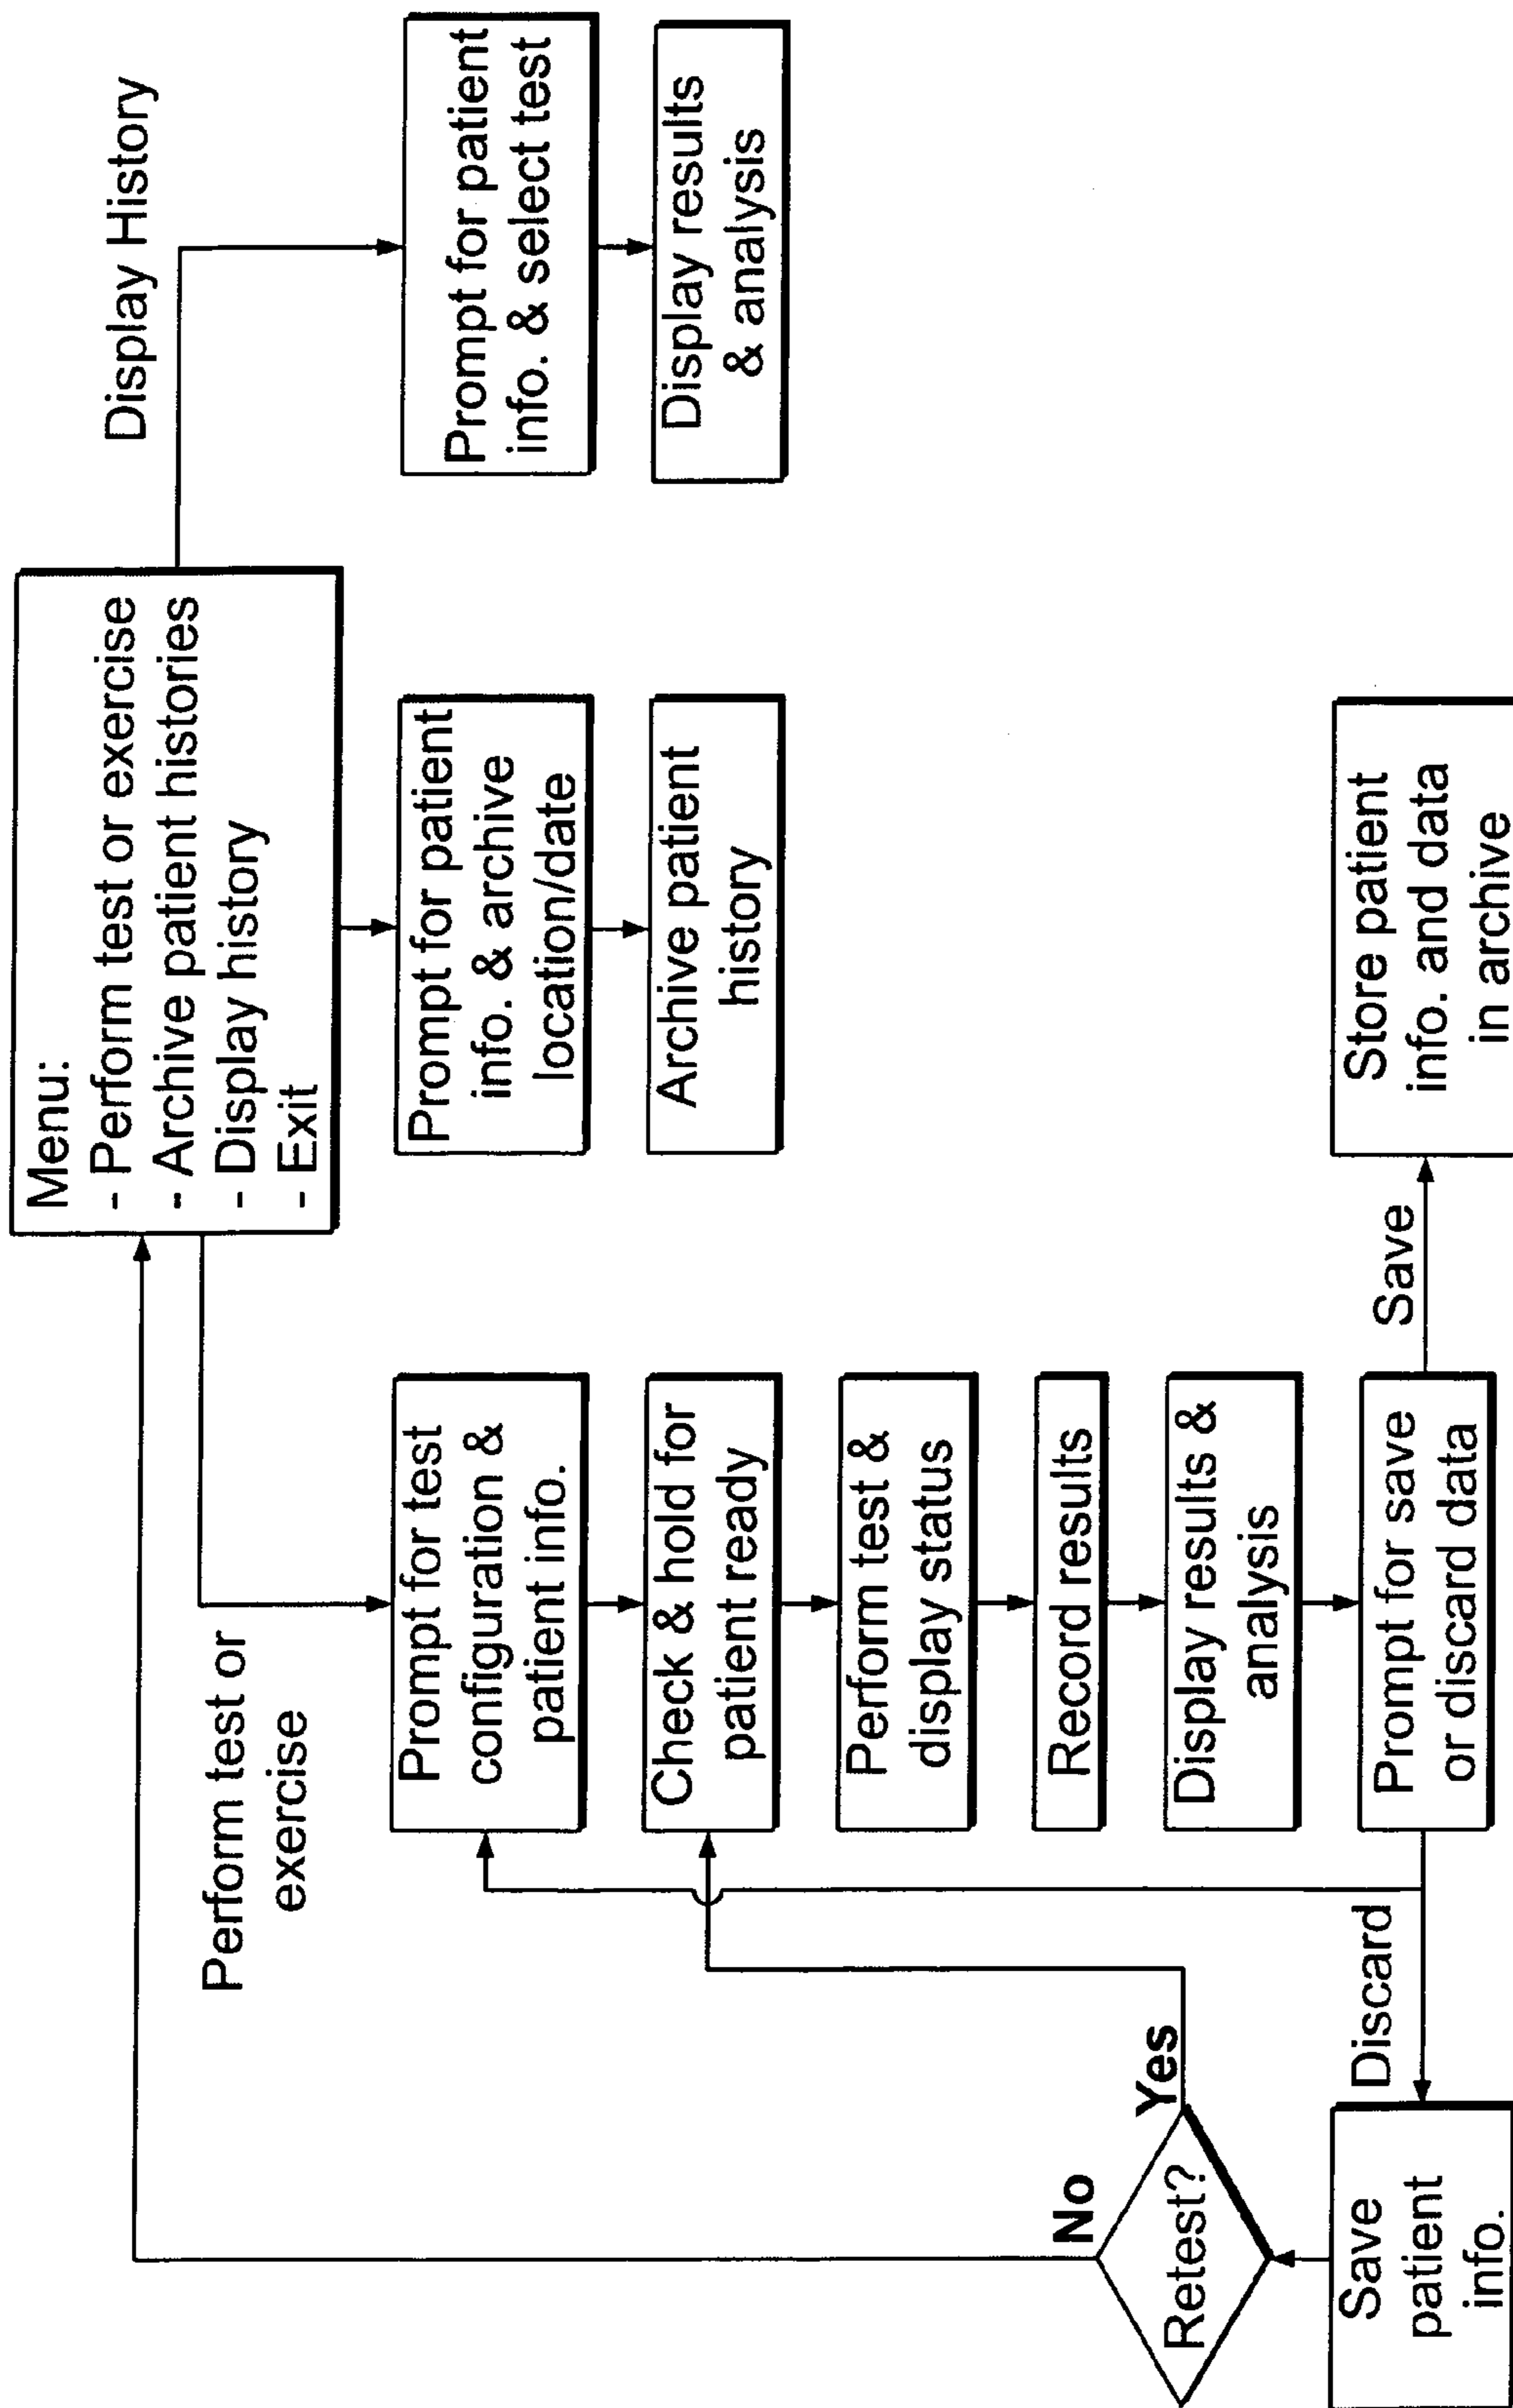 Menu:
- Perform test or exercise
- Archive patient histories
- Display history
- Exit
Display History
Perform test or
exercise
Prompt for test
configuration &
patient info.
Check & hold for
patient ready
Perform test &
display status
Record results
Display results &
analysis
Prompt for save
or discard data
Save
Store patient
info. and data
in archive
Discard
Save
patient
info.
Retest?
Yes
No
Prompt for patient
info. & archive
location/date
Archive patient
history
Prompt for patient
info. & select test
Display results
& analysis